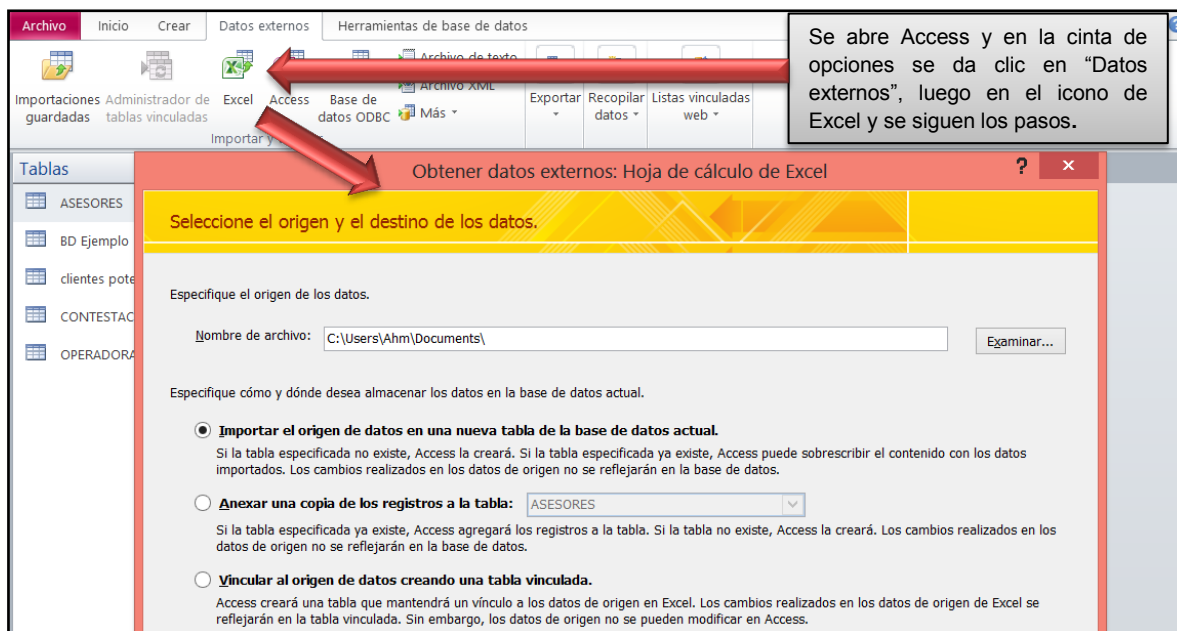 Archivo Inicio Crear Datos externos Herramientas de base de datos
Importaciones guardadas
Administrador de tablas vinculadas
Excel
Access
Base de datos ODBC
Archivo de texto
Archivo XML
Más
Importar y
Exportar
Recopilar datos
Listas vinculadas web
Se abre Access y en la cinta de
opciones se da clic en “Datos
externos”, luego en el icono de
Excel y se siguen los pasos.
Tablas
ASESORES
BD Ejemplo
clientes pote
CONTESTAC
OPERADORA
Obtener datos externos: Hoja de cálculo de Excel ? x
Seleccione el origen y el destino de los datos.
Especifique el origen de los datos.
Nombre de archivo: C:\Users\Ahm\Documents\ Examinar...
Especifique cómo y dónde desea almacenar los datos en la base de datos actual.
Importar el origen de datos en una nueva tabla de la base de datos actual.
Si la tabla especificada no existe, Access la creará. Si la tabla especificada ya existe, Access puede sobrescribir el contenido con los datos
importados. Los cambios realizados en los datos de origen no se reflejarán en la base de datos.
Anexar una copia de los registros a la tabla: ASESORES
Si la tabla especificada ya existe, Access agregará los registros a la tabla. Si la tabla no existe, Access la creará. Los cambios realizados en los
datos de origen no se reflejarán en la base de datos.
Vincular al origen de datos creando una tabla vinculada.
Access creará una tabla que mantendrá un vínculo a los datos de origen en Excel. Los cambios realizados en los datos de origen de Excel se
reflejarán en la tabla vinculada. Sin embargo, los datos de origen no se pueden modificar en Access.